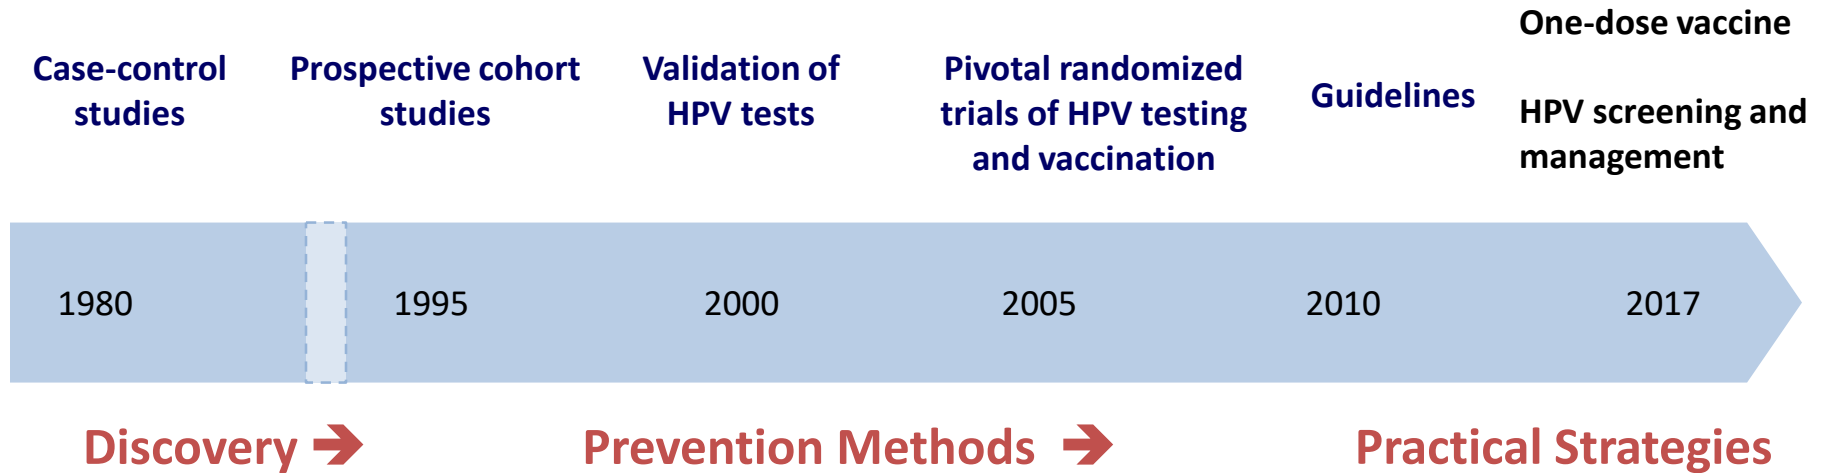 Case-control
studies
Prospective cohort
studies
Validation of
HPV tests
Pivotal randomized
trials of HPV testing
and vaccination
Guidelines
One-dose vaccine
HPV screening and
management
1980
1995
2000
2005
2010
2017
Discovery ➔
Prevention Methods ➔
Practical Strategies